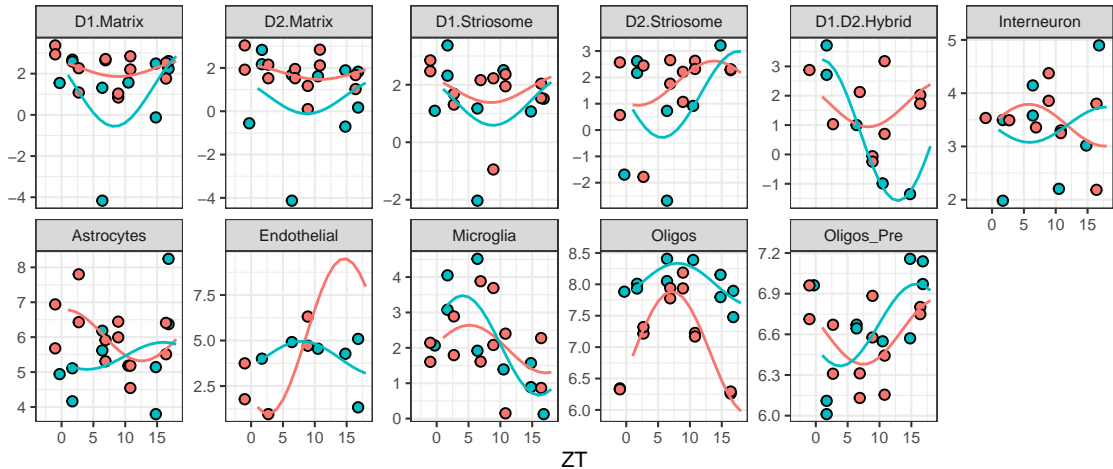 D1.Matrix D2.Matrix D1.Striosome D2.Striosome D1.D2.Hybrid Interneuron
2 0 −2 −4
4 2 0 −2 −4
2 0 −2
3 2 1 0 −1 −2
3 2 1 0 −1
5 4 3 2
0 5 10 15
Astrocytes Endothelial Microglia Oligos Oligos_Pre
8 7 6 5 4
7.5 5.0 2.5
4 3 2 1 0
8.5 8.0 7.5 7.0 6.5 6.0
7.2 6.9 6.6 6.3 6.0
0 5 10 15 0 5 10 15 0 5 10 15 0 5 10 15 0 5 10 15
ZT